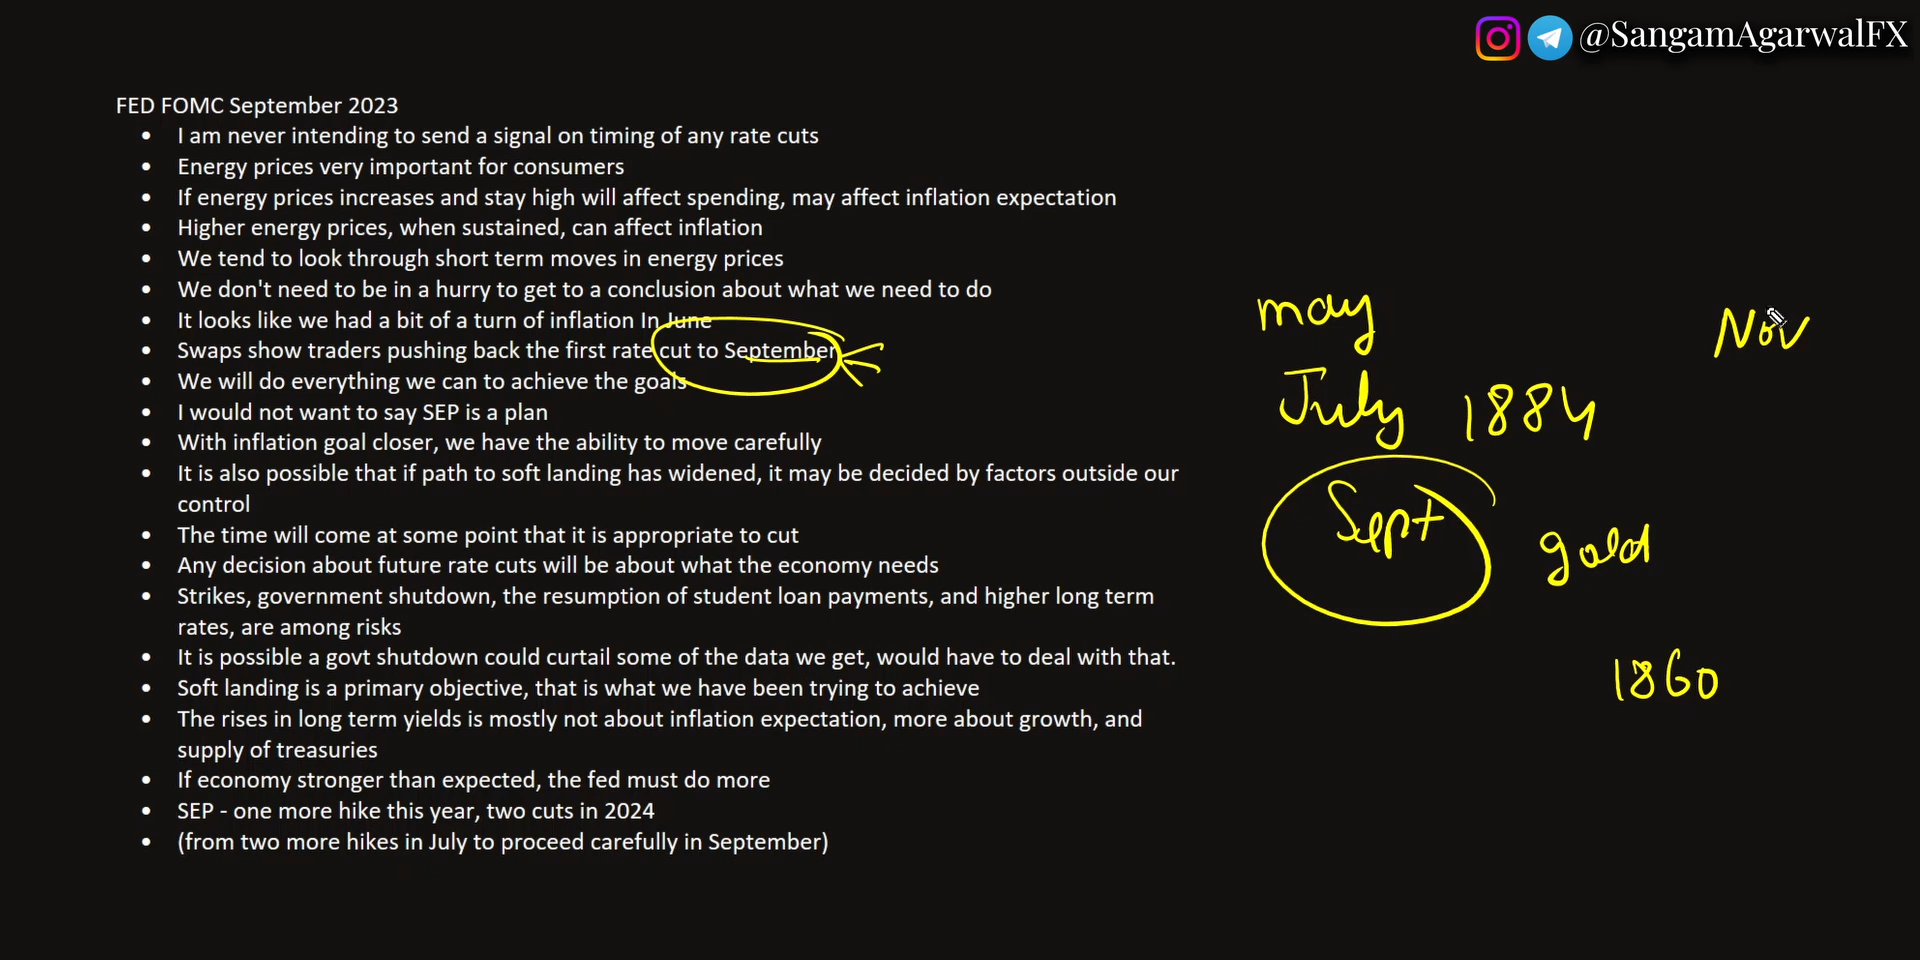 @SangamAgarwalFX
FED FOMC September 2023
• I am never intending to send a signal on timing of any rate cuts
• Energy prices very important for consumers
• If energy prices increases and stay high will affect spending, may affect inflation expectation
• Higher energy prices, when sustained, can affect inflation
• We tend to look through short term moves in energy prices
• We don't need to be in a hurry to get to a conclusion about what we need to do
• It looks like we had a bit of a turn of inflation In June
• Swaps show traders pushing back the first rate cut to September
• We will do everything we can to achieve the goals
• I would not want to say SEP is a plan
• With inflation goal closer, we have the ability to move carefully
• It is also possible that if path to soft landing has widened, it may be decided by factors outside our
control
• The time will come at some point that it is appropriate to cut
• Any decision about future rate cuts will be about what the economy needs
• Strikes, government shutdown, the resumption of student loan payments, and higher long term
rates, are among risks
• It is possible a govt shutdown could curtail some of the data we get, would have to deal with that.
• Soft landing is a primary objective, that is what we have been trying to achieve
• The rises in long term yields is mostly not about inflation expectation, more about growth, and
supply of treasuries
• If economy stronger than expected, the fed must do more
• SEP - one more hike this year, two cuts in 2024
• (from two more hikes in July to proceed carefully in September)
may
Nov
July 1884
Sept
gold
1860